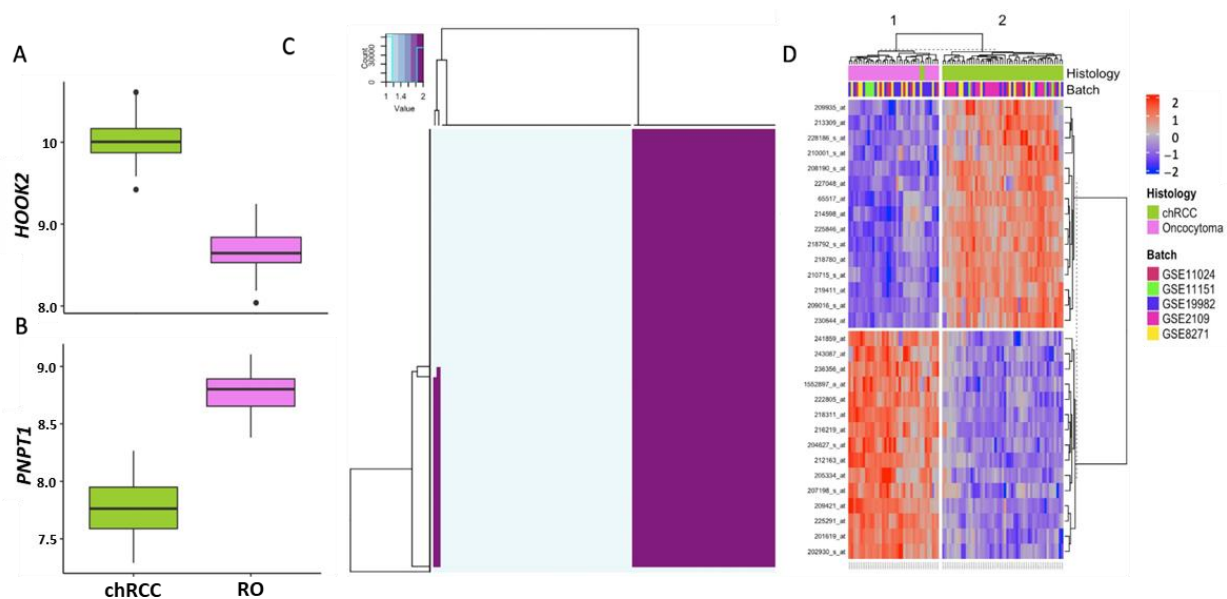 A
HOOK2
10
9.0
8.0
B
PNPT1
9.0
8.5
8.0
7.5
chRCC
RO
C
Count
0
30000
1
1.4
2
Value
D
1
2
Histology
Batch
209935_at
213309_at
228186_s_at
210001_s_at
227048_at
65517_at
214598_at
225846_at
218792_s_at
218780_at
210715_s_at
219411_at
209016_s_at
230644_at
241859_at
243087_at
236356_at
1552897_s_at
222805_at
218311_at
216219_at
204627_s_at
212163_at
205334_at
207198_s_at
209421_at
225291_at
201619_at
202930_s_at
2
1
0
−1
−2
Histology
chRCC
Oncocytoma
Batch
GSE11024
GSE11151
GSE19982
GSE2109
GSE8271